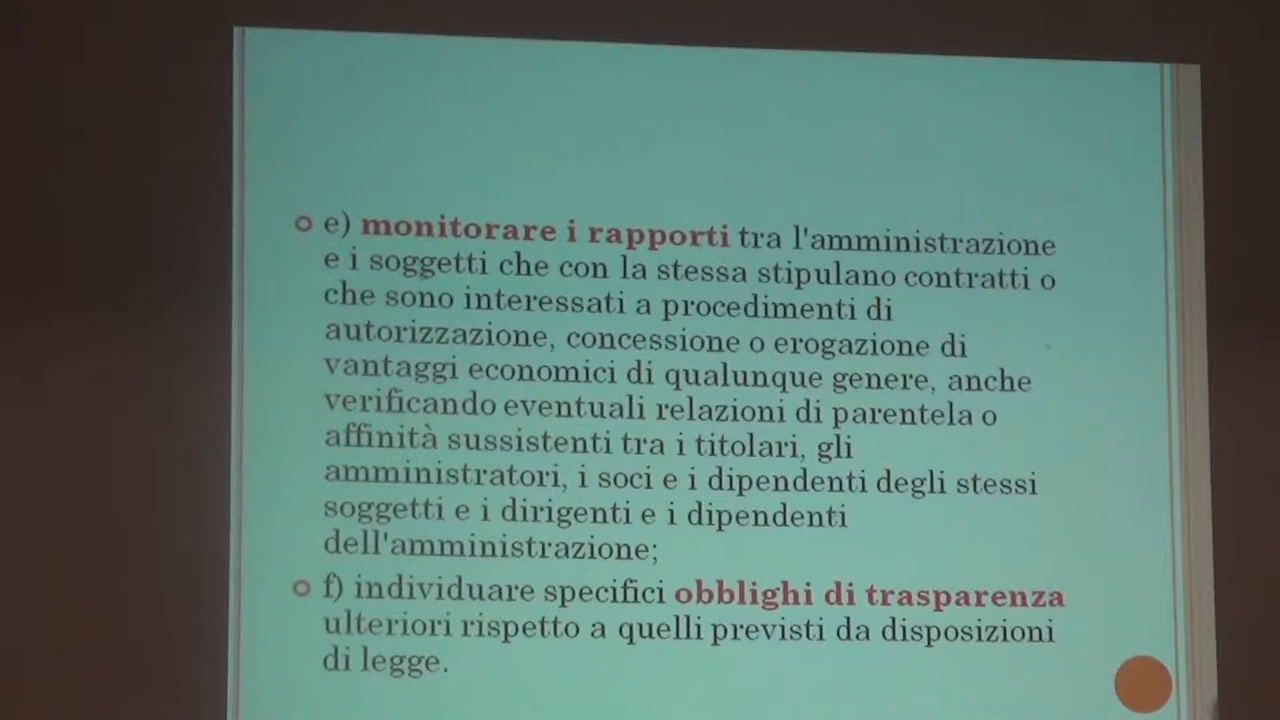 e) monitorare i rapporti tra l'amministrazione
e i soggetti che con la stessa stipulano contratti o
che sono interessati a procedimenti di
autorizzazione, concessione o erogazione di
vantaggi economici di qualunque genere, anche
verificando eventuali relazioni di parentela o
affinità sussistenti tra i titolari, gli
amministratori, i soci e i dipendenti degli stessi
soggetti e i dirigenti e i dipendenti
dell'amministrazione;
f) individuare specifici obblighi di trasparenza
ulteriori rispetto a quelli previsti da disposizioni
di legge.